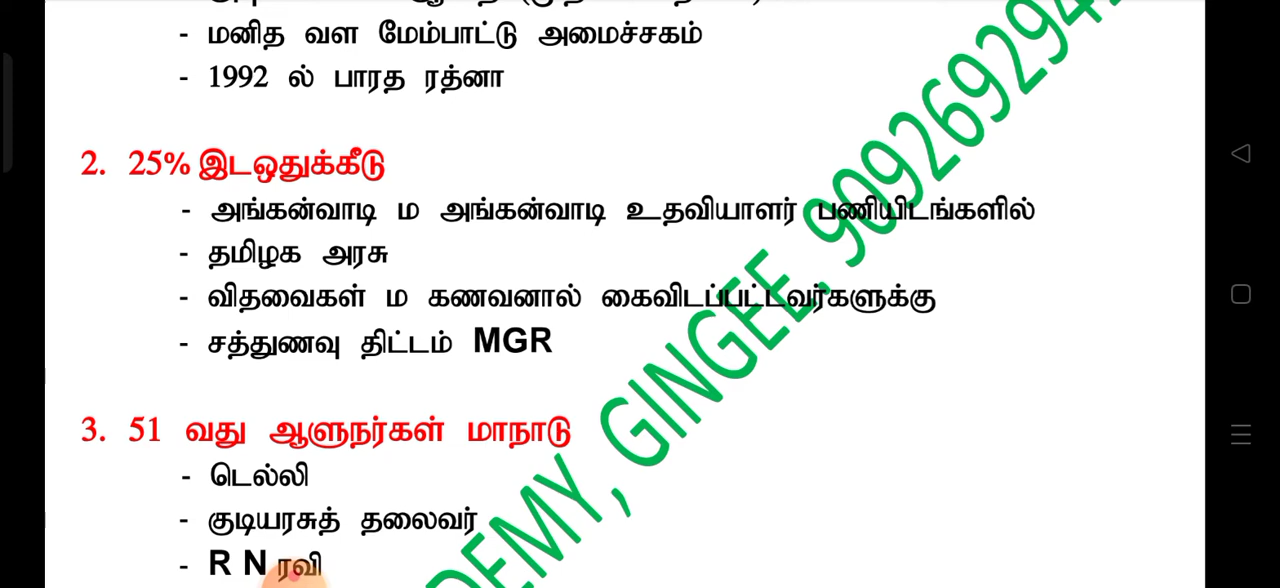 - மனித வள மேம்பாட்டு அமைச்சகம்
- 1992 ல் பாரத ரத்னா
2. 25% இடஒதுக்கீடு
- அங்கன்வாடி ம அங்கன்வாடி உதவியாளர் பணியிடங்களில்
- தமிழக அரசு
- விதவைகள் ம கணவனால் கைவிடப்பட்டவர்களுக்கு
- சத்துணவு திட்டம் MGR
3. 51 வது ஆளுநர்கள் மாநாடு
- டெல்லி
- குடியரசுத் தலைவர்
- R N ரவி
DEMY, GINGEE. 909269294